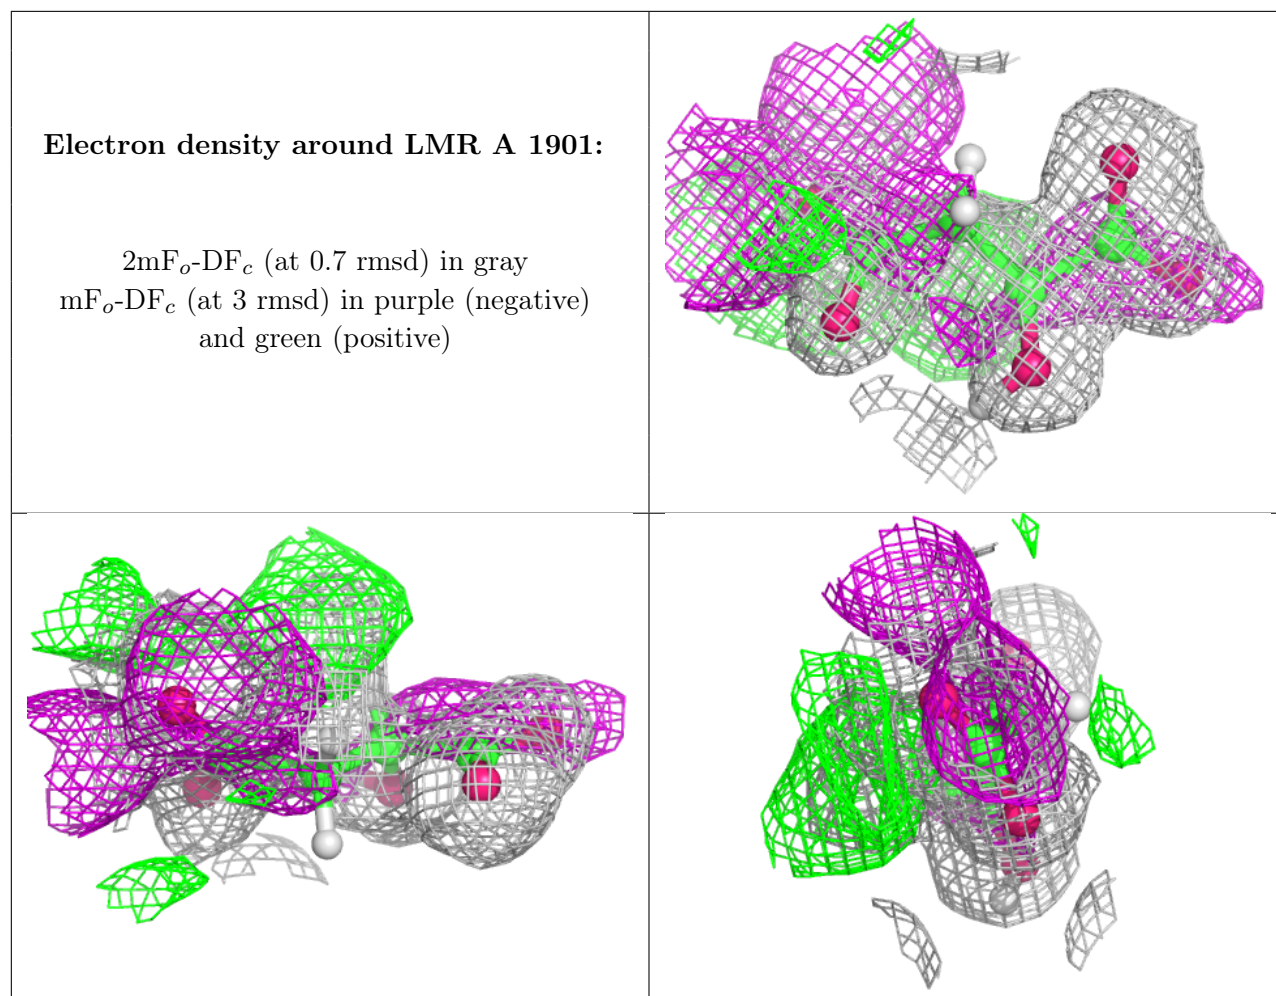 Electron density around LMR A 1901:
2mFₒ-DF𝒸 (at 0.7 rmsd) in gray
mFₒ-DF𝒸 (at 3 rmsd) in purple (negative)
and green (positive)